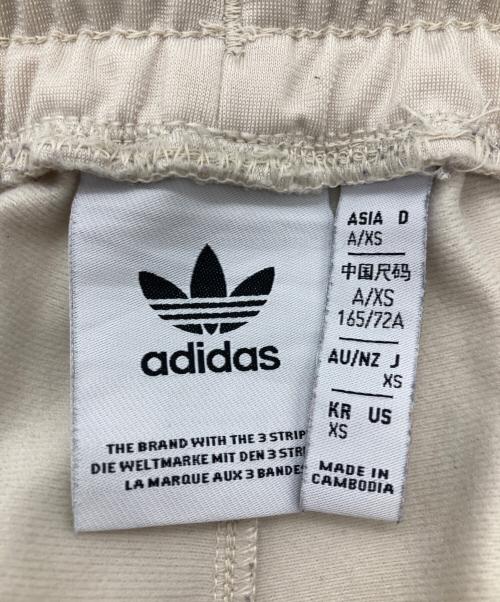 adidas
THE BRAND WITH THE 3 STRIP
DIE WELTMARKE MIT DEN 3 STRE
LA MARQUE AUX 3 BANDES
ASIA D
A/XS
中国尺码
A/XS
165/72A
AU/NZ J
XS
KR US
XS
MADE IN
CAMBODIA